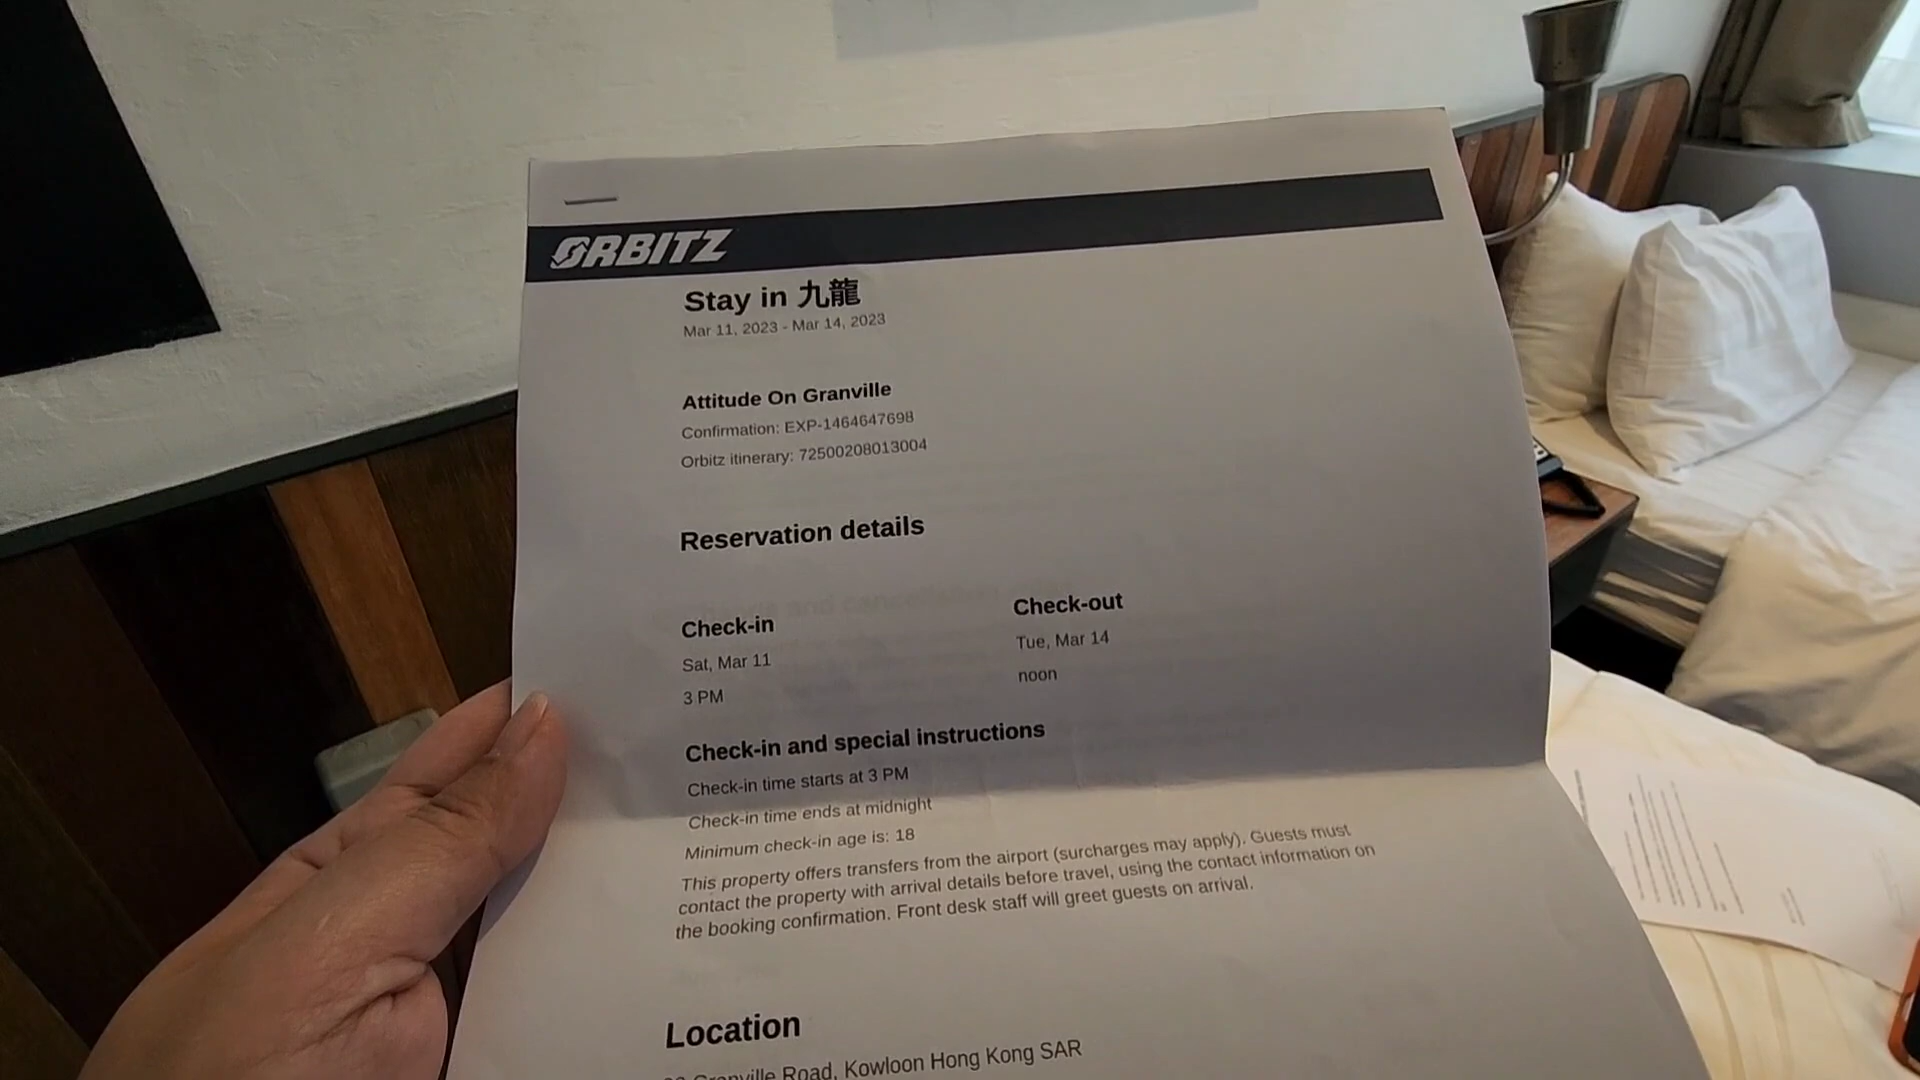 ORBITZ
Stay in 九龍
Mar 11, 2023 - Mar 14, 2023
Attitude On Granville
Confirmation: EXP-1464647698
Orbitz itinerary: 72500208013004
Reservation details
Check-in
Sat, Mar 11
3 PM
Check-out
Tue, Mar 14
noon
Check-in and special instructions
Check-in time starts at 3 PM
Check-in time ends at midnight
Minimum check-in age is: 18
This property offers transfers from the airport (surcharges may apply). Guests must
contact the property with arrival details before travel, using the contact information on
the booking confirmation. Front desk staff will greet guests on arrival.
Location
Granville Road, Kowloon Hong Kong SAR